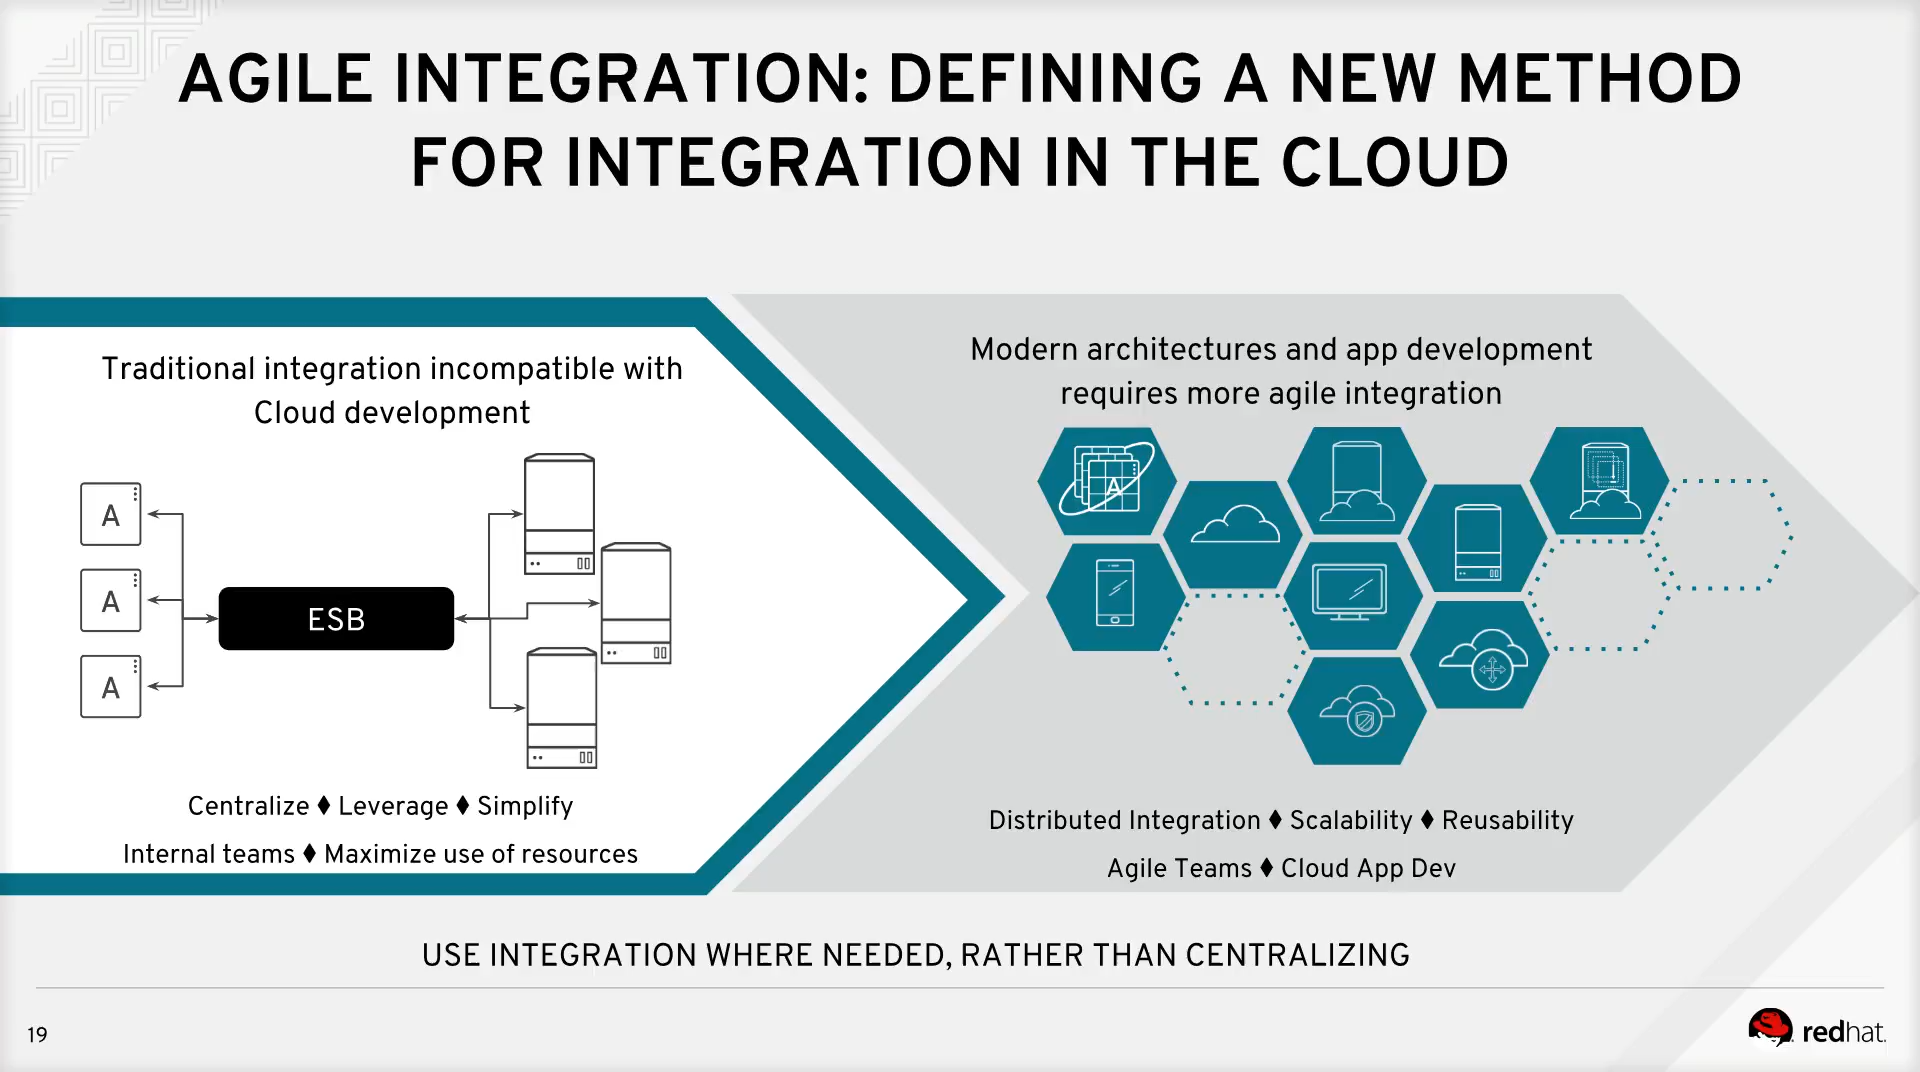 AGILE INTEGRATION: DEFINING A NEW METHOD
FOR INTEGRATION IN THE CLOUD
Traditional integration incompatible with
Cloud development
A
A
A
ESB
Centralize ♦ Leverage ♦ Simplify
Internal teams ♦ Maximize use of resources
Modern architectures and app development
requires more agile integration
A
Distributed Integration ♦ Scalability ♦ Reusability
Agile Teams ♦ Cloud App Dev
USE INTEGRATION WHERE NEEDED, RATHER THAN CENTRALIZING
19
redhat.